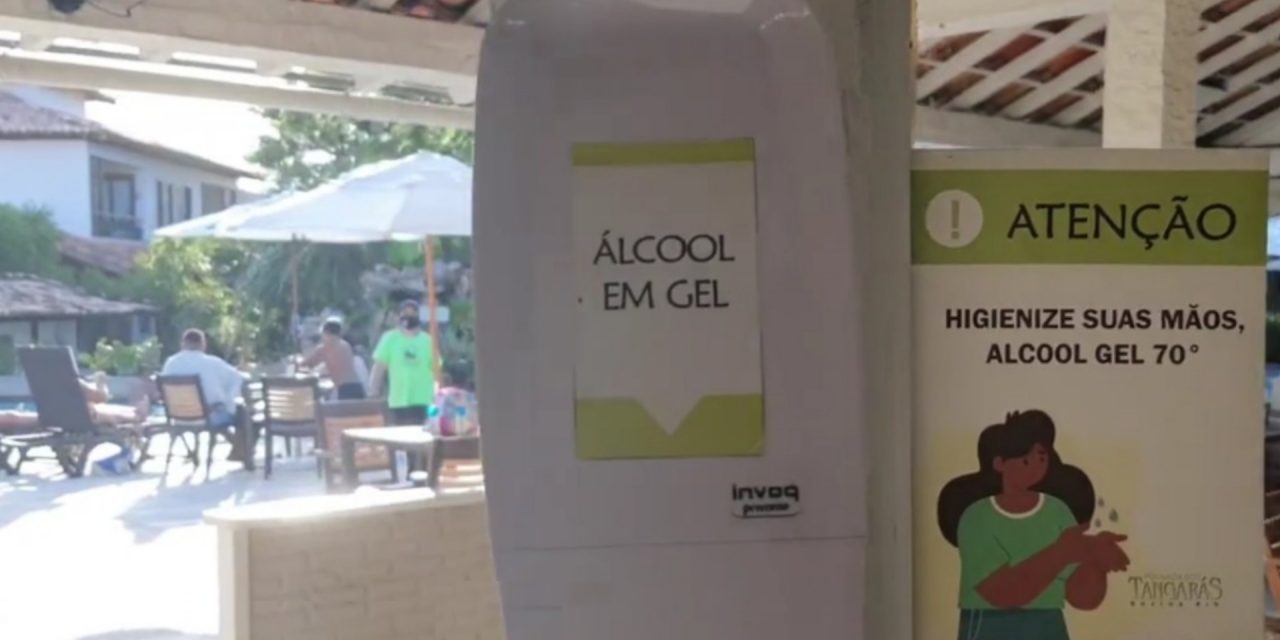 ÁLCOOL
EM GEL
invoq
! ATENÇÃO
HIGIENIZE SUAS MÃOS,
ALCOOL GEL 70°
TANGARÁS